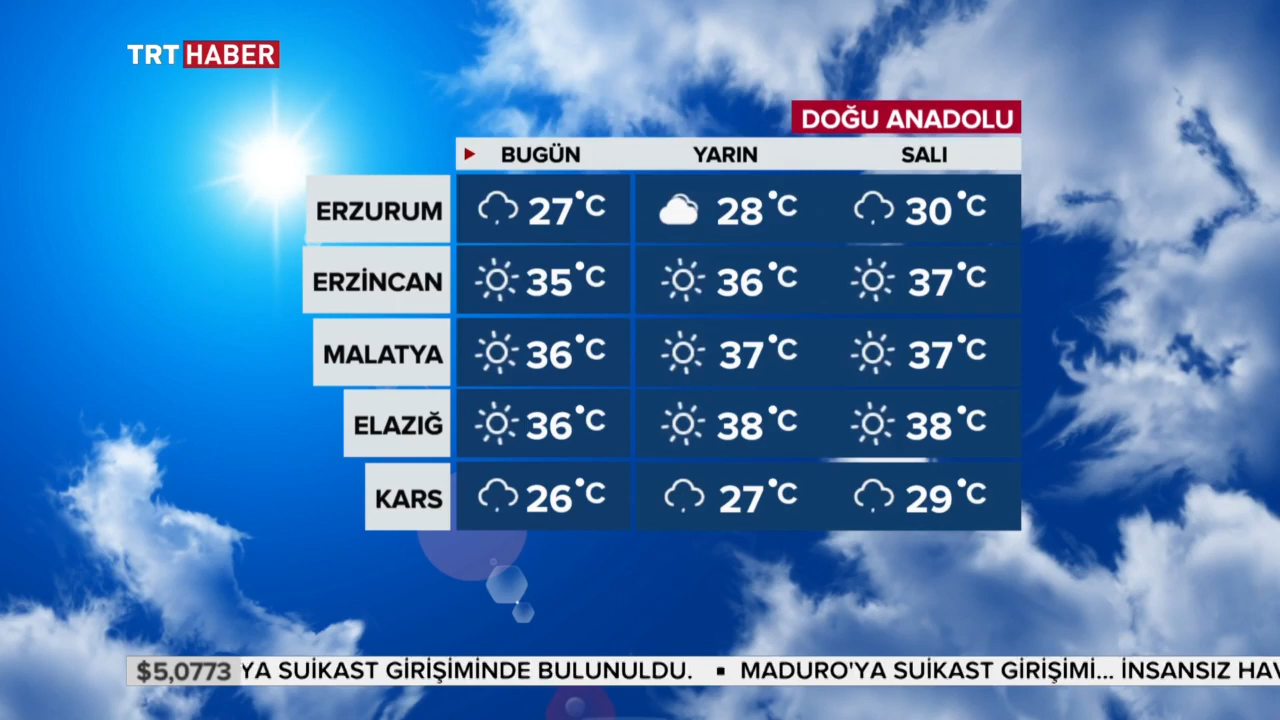 TRT HABER
DOĞU ANADOLU
BUGÜN YARIN SALI
ERZURUM 27°C 28°C 30°C
ERZİNCAN 35°C 36°C 37°C
MALATYA 36°C 37°C 37°C
ELAZIĞ 36°C 38°C 38°C
KARS 26°C 27°C 29°C
$5,0773 YA SUİKAST GİRİŞİMİNDE BULUNULDU. ▪ MADURO'YA SUİKAST GİRİŞİMİ... İNSANSIZ HAV